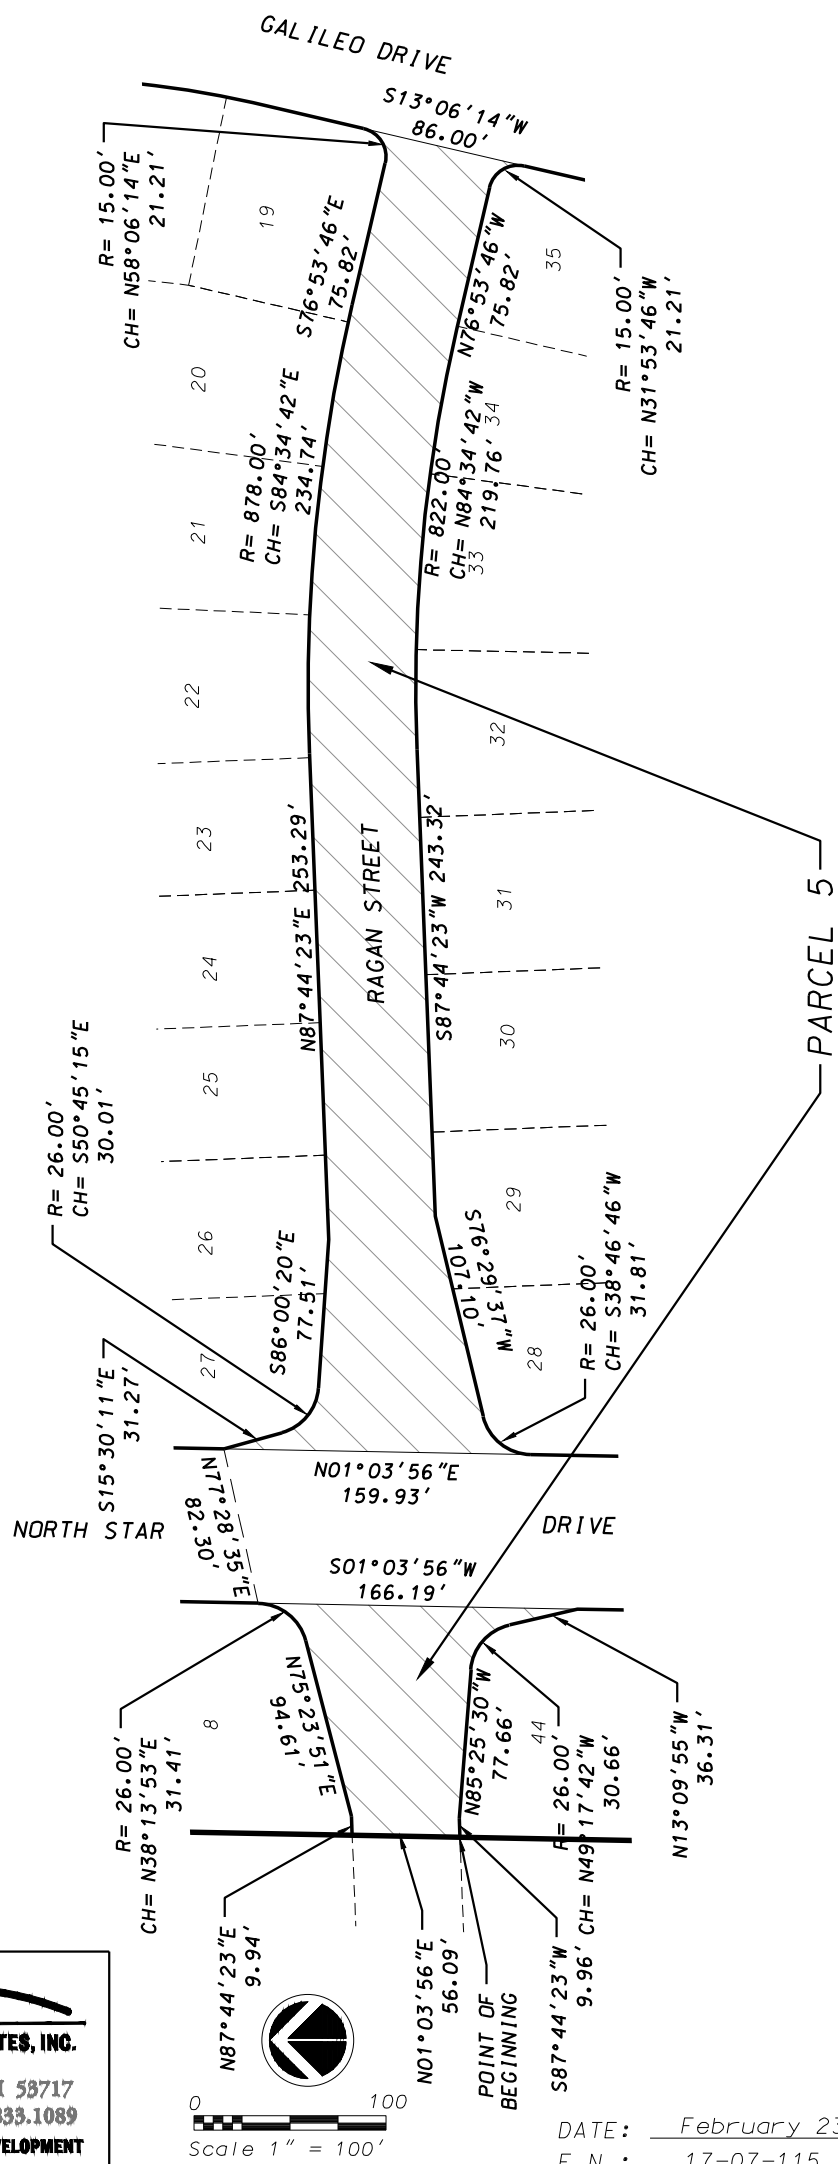 GALILEO DRIVE
S13°06'14"W
86.00'
R= 15.00'
CH= N58°06'14"E
21.21'
19
S76°53'46"E
75.82'
N76°53'46"W
75.82'
35
R= 15.00'
CH= N31°53'46"W
21.21'
20
R= 878.00'
CH= S84°34'42"E
234.74'
R= 822.00'
CH= N84°34'42"W
219.76'
34
21
33
22
32
23
N87°44'23"E 253.29'
RAGAN STREET
S87°44'23"W 243.32'
31
PARCEL 5
24
30
25
R= 26.00'
CH= S50°45'15"E
30.01'
29
26
S86°00'20"E
77.51'
S76°29'37"W
107.10'
R= 26.00'
CH= S38°46'46"W
31.81'
27
28
S15°30'11"E
31.27'
N01°03'56"E
159.93'
NORTH STAR
DRIVE
N77°28'35"E
82.30'
S01°03'56"W
166.19'
8
N75°23'51"E
94.61'
N85°25'30"W
77.66'
44
R= 26.00'
CH= N38°13'53"E
31.41'
R= 26.00'
CH= N49°17'42"W
30.66'
N13°09'55"W
36.31'
N87°44'23"E
9.94'
N01°03'56"E
56.09'
POINT OF
BEGINNING
S87°44'23"W
9.96'
TES, INC.
53717
833.1089
VELOPMENT
0 100
Scale 1" = 100'
DATE: February 23
F.N.: 17-07-115